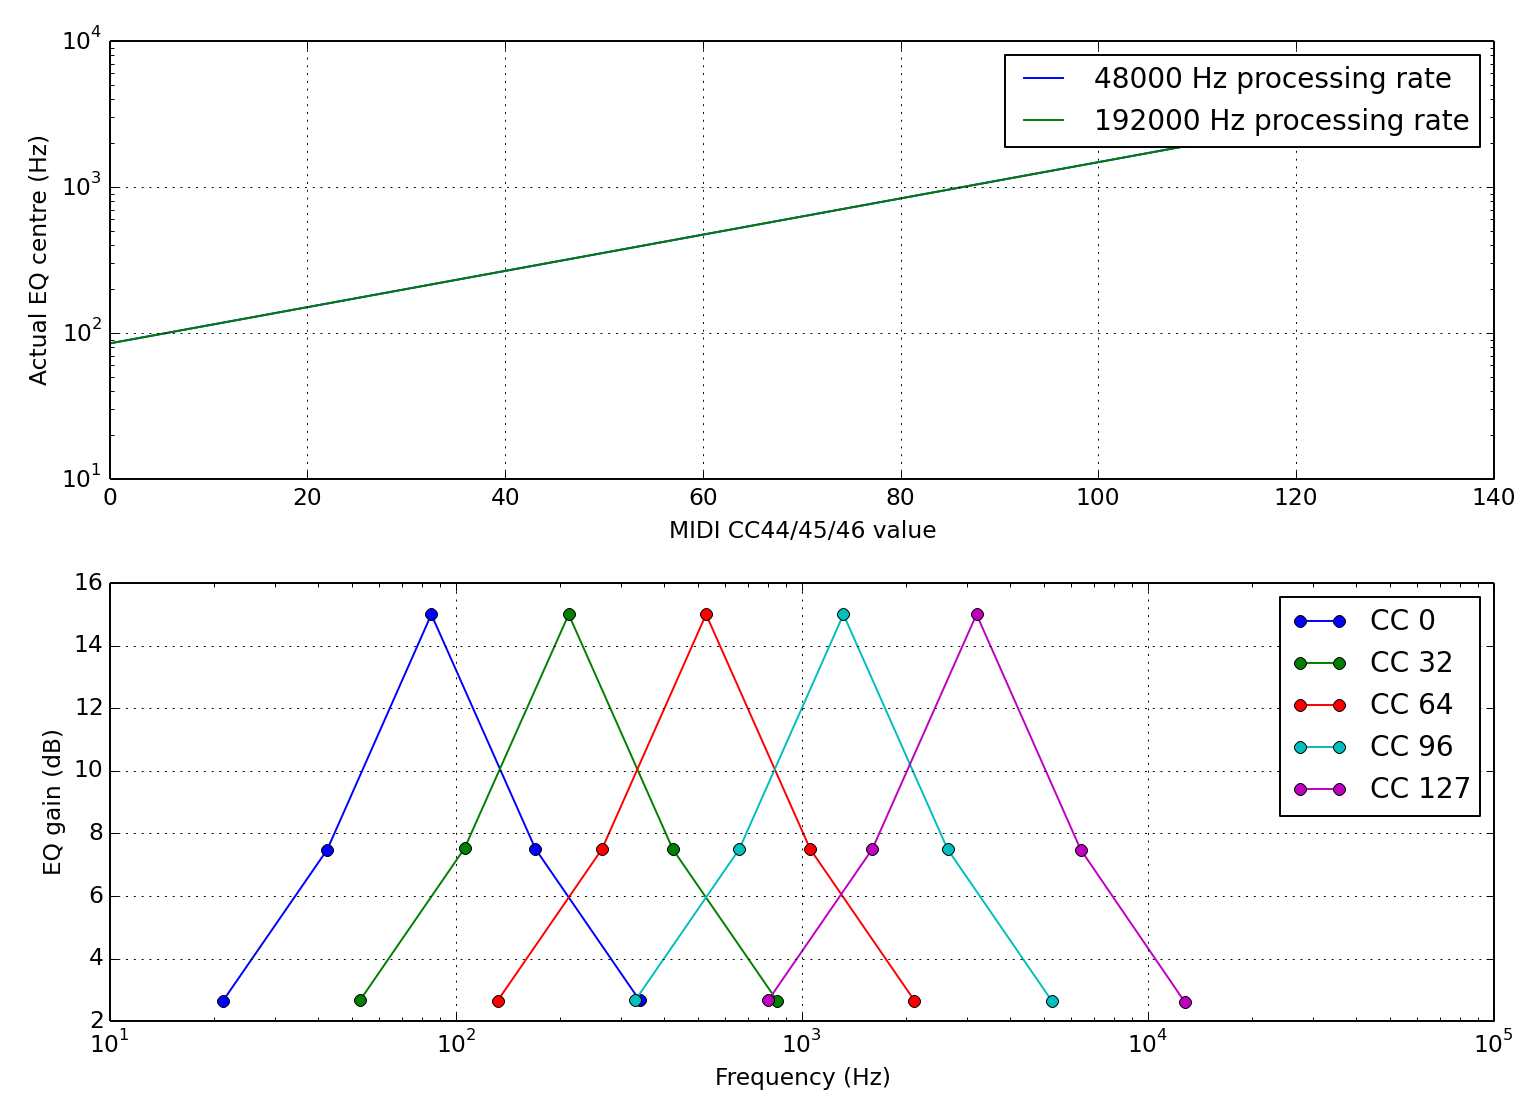 10^4
48000 Hz processing rate
192000 Hz processing rate
10^3
Actual EQ centre (Hz)
10^2
10^1
0 20 40 60 80 100 120 140
MIDI CC44/45/46 value
16
CC 0
14
CC 32
12
CC 64
CC 96
10
CC 127
EQ gain (dB)
8
6
4
2
10^1 10^2 10^3 10^4 10^5
Frequency (Hz)